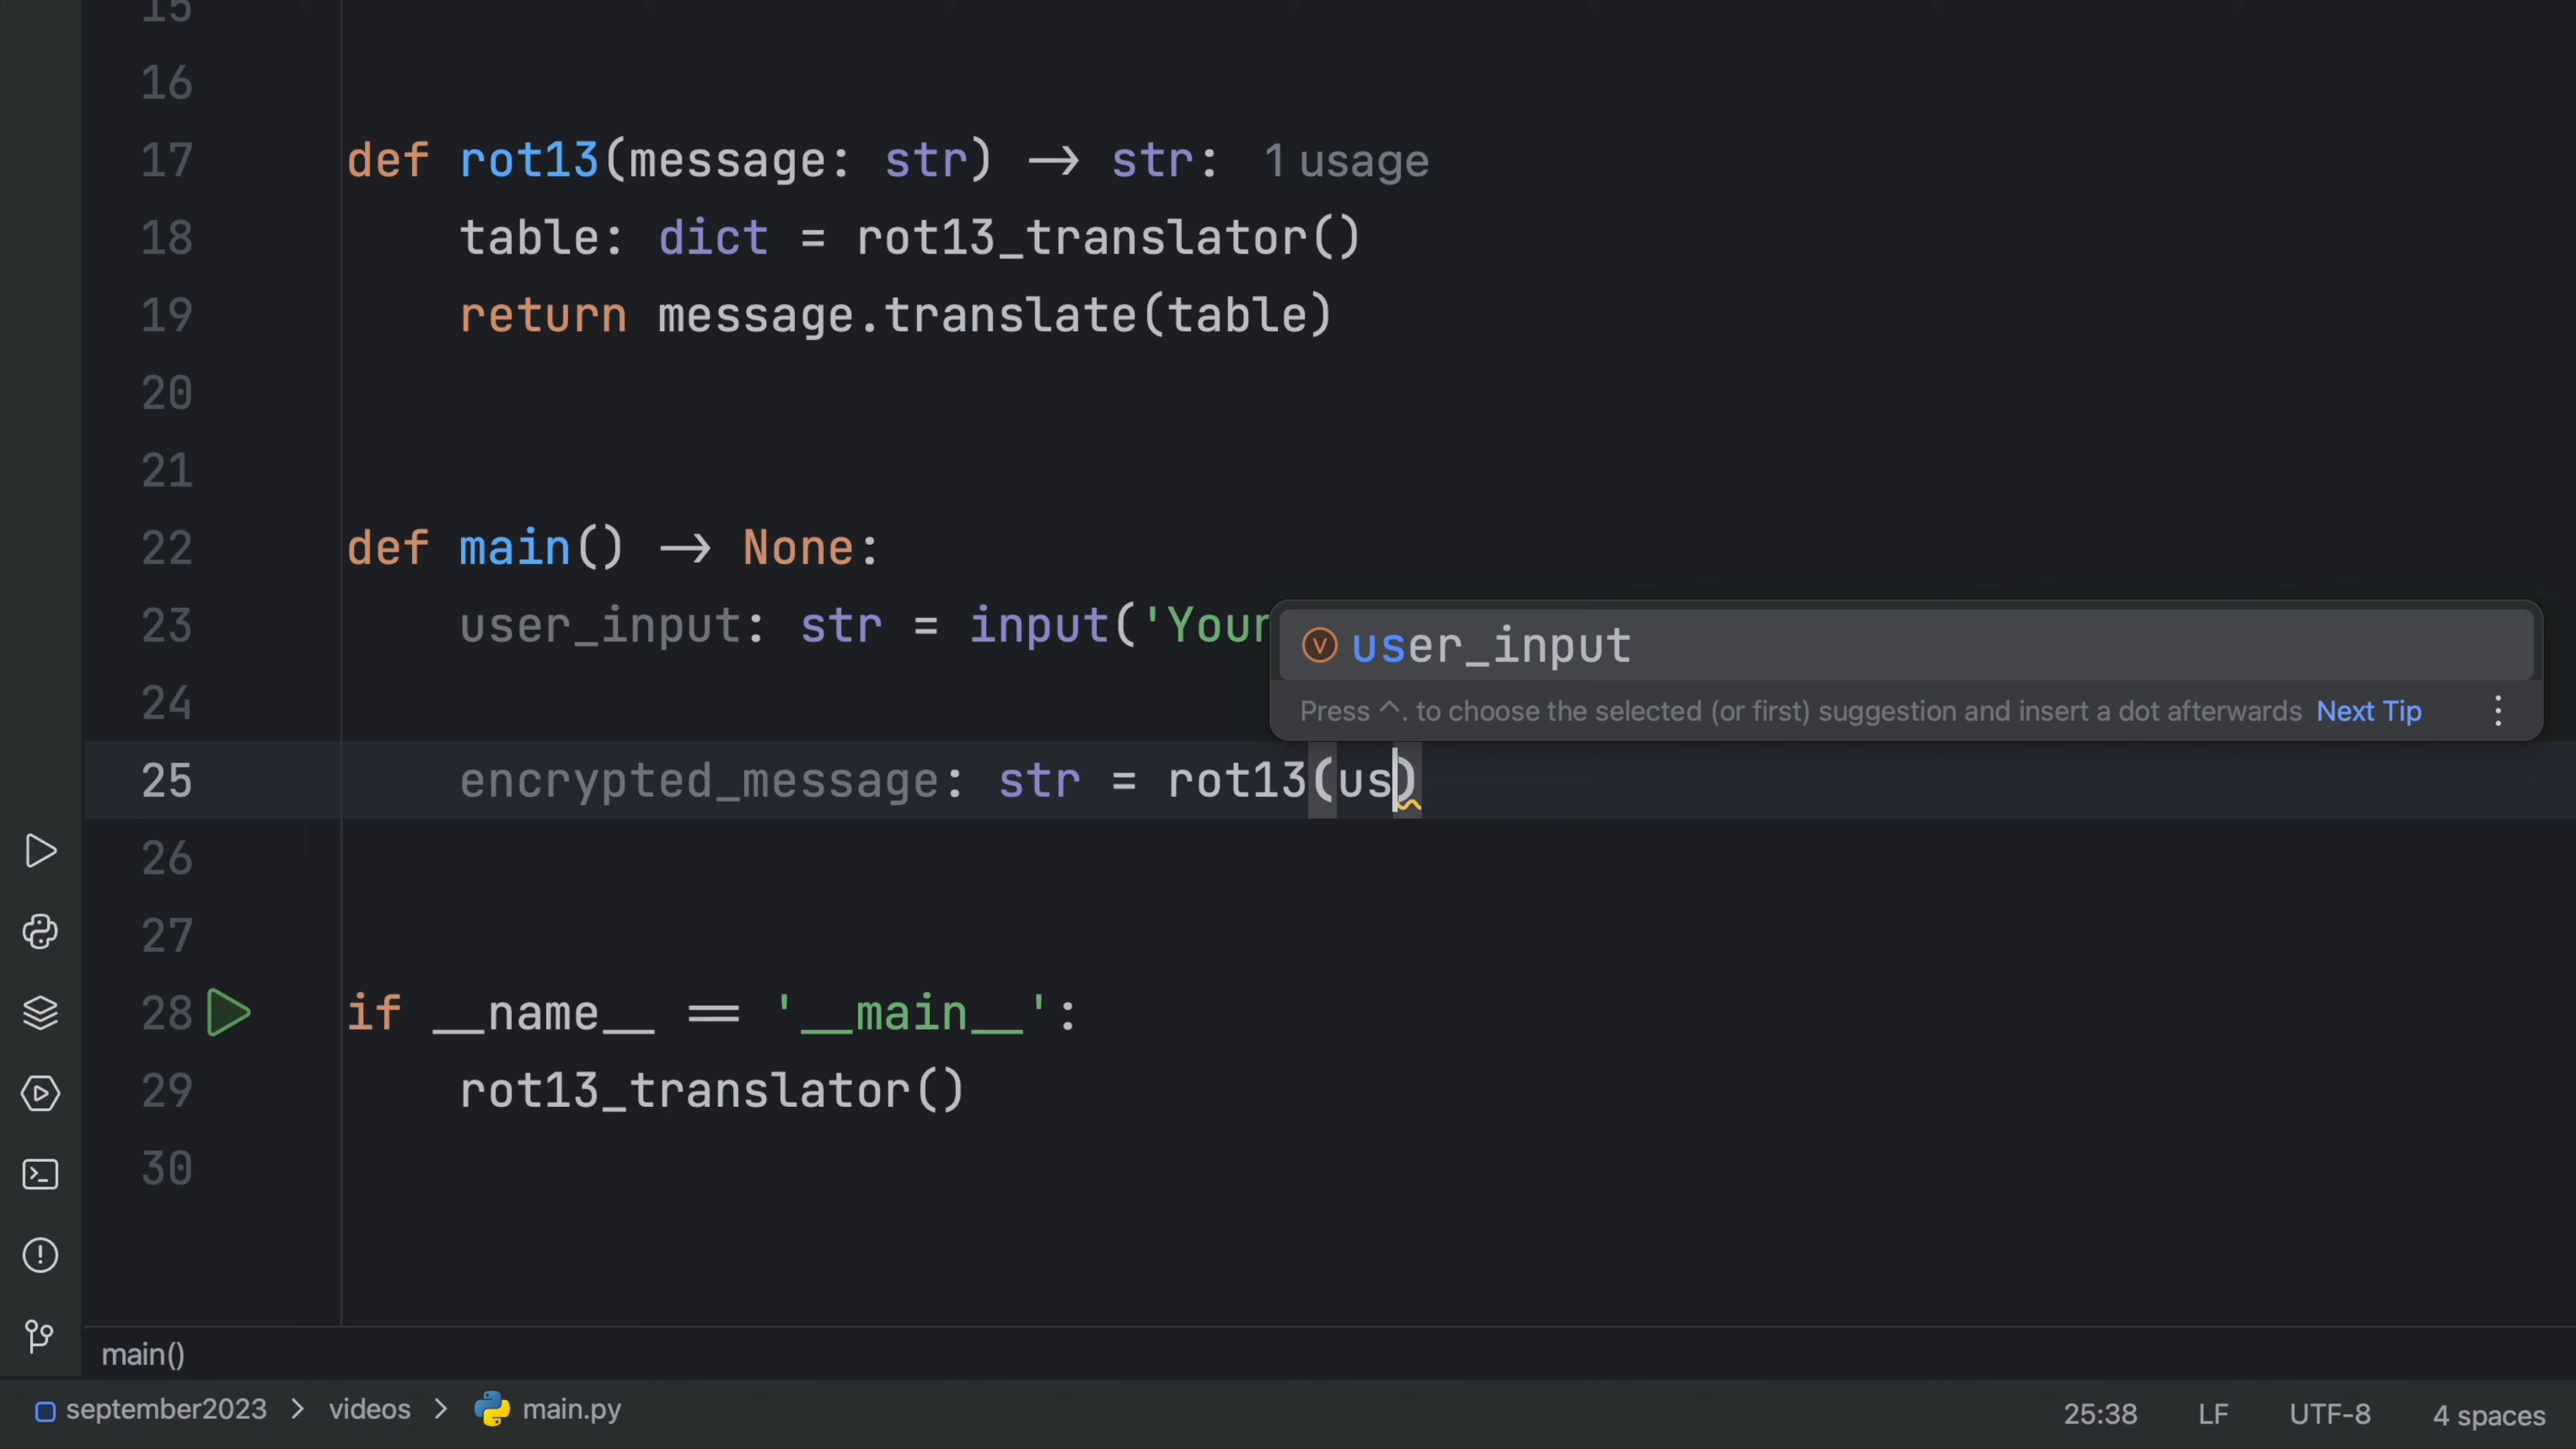 15
16
17 def rot13(message: str) -> str: 1 usage
18 table: dict = rot13_translator()
19 return message.translate(table)
20
21
22 def main() -> None:
23 user_input: str = input('Your
user_input
Press ^. to choose the selected (or first) suggestion and insert a dot afterwards Next Tip
24
25 encrypted_message: str = rot13(us)
26
27
28 if __name__ == '__main__':
29 rot13_translator()
30
main()
september2023 > videos > main.py 25:38 LF UTF-8 4 spaces